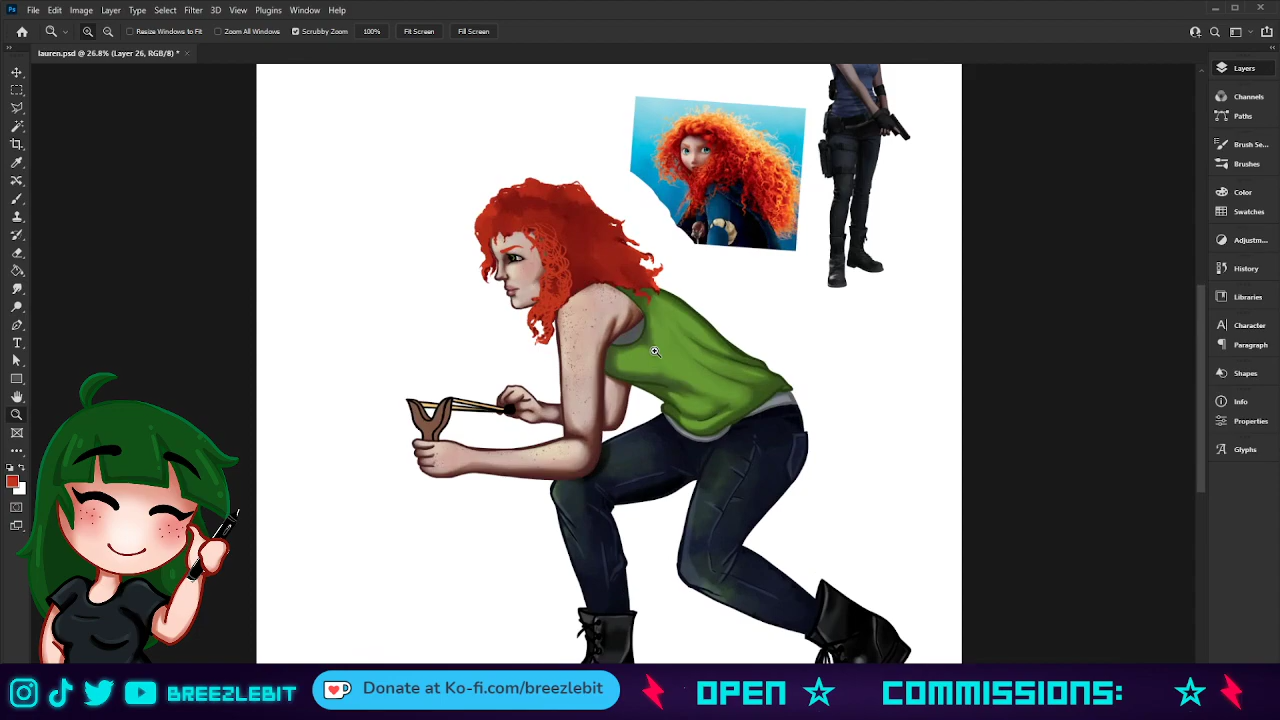 Ps File Edit Image Layer Type Select Filter 3D View Plugins Window Help
Resize Windows to Fit Zoom All Windows Scrubby Zoom 100% Fit Screen Fill Screen
lauren.psd @ 26.8% (Layer 26, RGB/8) *
Layers
Channels
Paths
Brush Se...
Brushes
Color
Swatches
Adjustm...
History
Libraries
Character
Paragraph
Shapes
Info
Properties
Glyphs
BREEZLEBIT
Donate at Ko-fi.com/breezlebit
OPEN
COMMISSIONS: